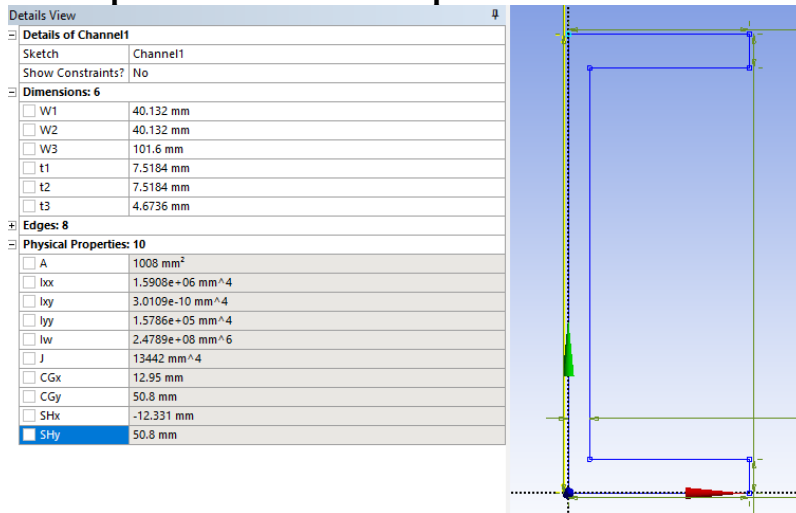 Details View
Details of Channel1
Sketch Channel1
Show Constraints? No
Dimensions: 6
W1 40.132 mm
W2 40.132 mm
W3 101.6 mm
t1 7.5184 mm
t2 7.5184 mm
t3 4.6736 mm
Edges: 8
Physical Properties: 10
A 1008 mm²
Ixx 1.5908e+06 mm^4
Ixy 3.0109e-10 mm^4
Iyy 1.5786e+05 mm^4
Iw 2.4789e+08 mm^6
J 13442 mm^4
CGx 12.95 mm
CGy 50.8 mm
SHx -12.331 mm
SHy 50.8 mm